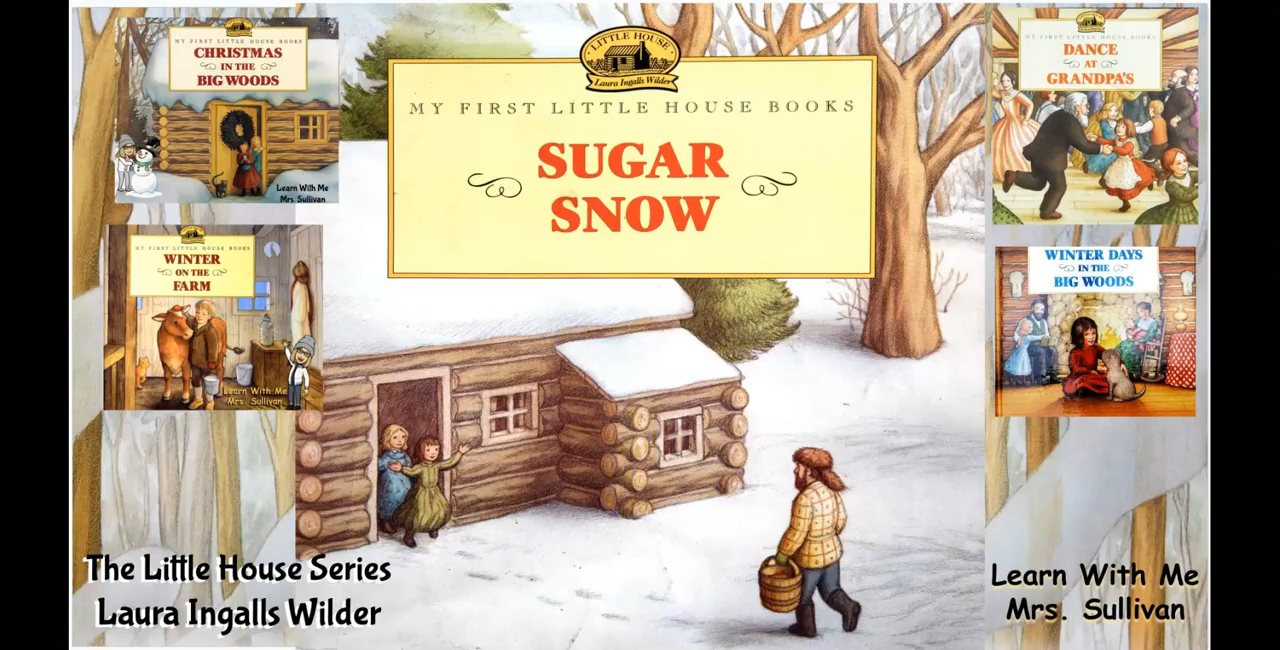 LITTLE HOUSE
Laura Ingalls Wilder
MY FIRST LITTLE HOUSE BOOKS
SUGAR
SNOW
MY FIRST LITTLE HOUSE BOOKS
CHRISTMAS
IN THE
BIG WOODS
Learn With Me
Mrs. Sullivan
MY FIRST LITTLE HOUSE BOOKS
WINTER
ON THE
FARM
Learn With Me
Mrs. Sullivan
MY FIRST LITTLE HOUSE BOOKS
DANCE
AT
GRANDPA'S
WINTER DAYS
IN THE
BIG WOODS
The Little House Series
Laura Ingalls Wilder
Learn With Me
Mrs. Sullivan